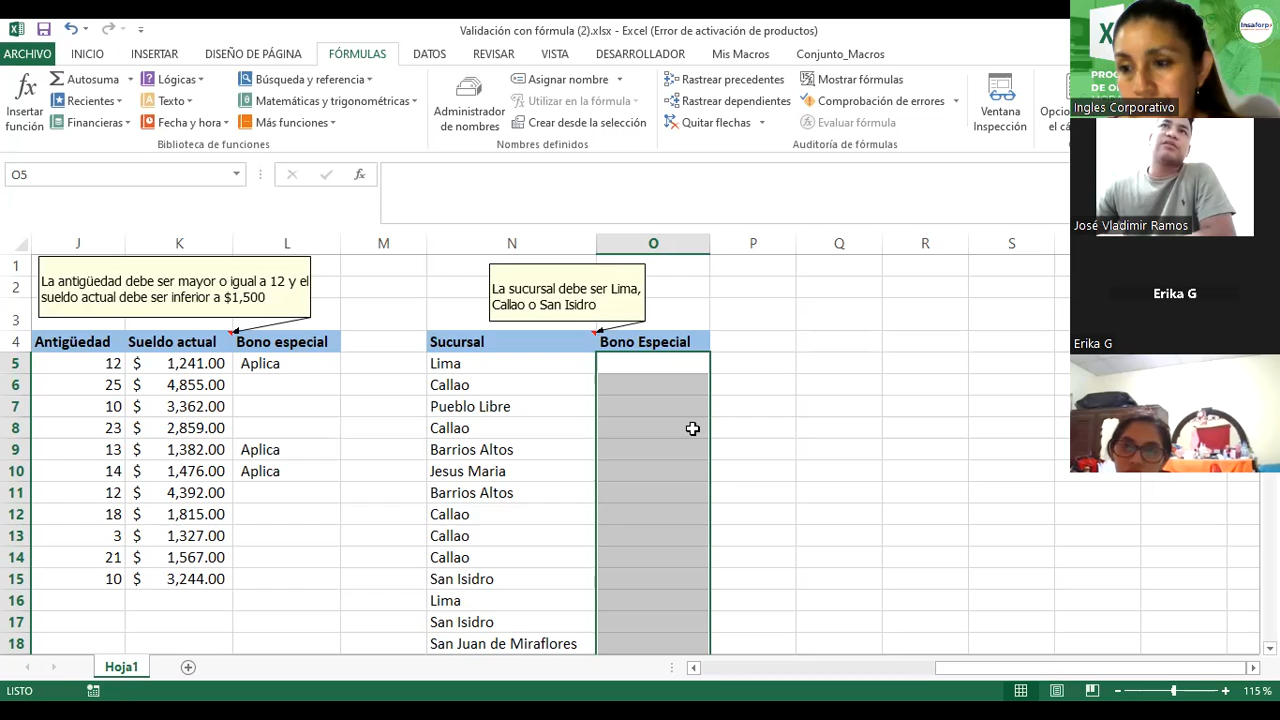 Validación con fórmula (2).xlsx - Excel (Error de activación de productos)
ARCHIVO INICIO INSERTAR DISEÑO DE PÁGINA FÓRMULAS DATOS REVISAR VISTA DESARROLLADOR Mis Macros Conjunto_Macros
fx Insertar función
Autosuma Lógicas Búsqueda y referencia
Recientes Texto Matemáticas y trigonométricas
Financieras Fecha y hora Más funciones
Biblioteca de funciones
Administrador de nombres
Asignar nombre
Utilizar en la fórmula
Crear desde la selección
Nombres definidos
Rastrear precedentes Mostrar fórmulas
Rastrear dependientes Comprobación de errores
Quitar flechas Evaluar fórmula
Auditoría de fórmulas
Ventana Inspección
Opcio
el cá
O5
fx
J K L M N O P Q R S T
1
2
3
La antigüedad debe ser mayor o igual a 12 y el
sueldo actual debe ser inferior a $1,500
La sucursal debe ser Lima,
Callao o San Isidro
4 Antigüedad Sueldo actual Bono especial Sucursal Bono Especial
5 12 $ 1,241.00 Aplica Lima
6 25 $ 4,855.00 Callao
7 10 $ 3,362.00 Pueblo Libre
8 23 $ 2,859.00 Callao
9 13 $ 1,382.00 Aplica Barrios Altos
10 14 $ 1,476.00 Aplica Jesus Maria
11 12 $ 4,392.00 Barrios Altos
12 18 $ 1,815.00 Callao
13 3 $ 1,327.00 Callao
14 21 $ 1,567.00 Callao
15 10 $ 3,244.00 San Isidro
16 Lima
17 San Isidro
18 San Juan de Miraflores
Hoja1
LISTO
115 %
X
Insaforp
PROG
DE O
MOD
Ingles Corporativo
José Vladimir Ramos
Erika G
Erika G